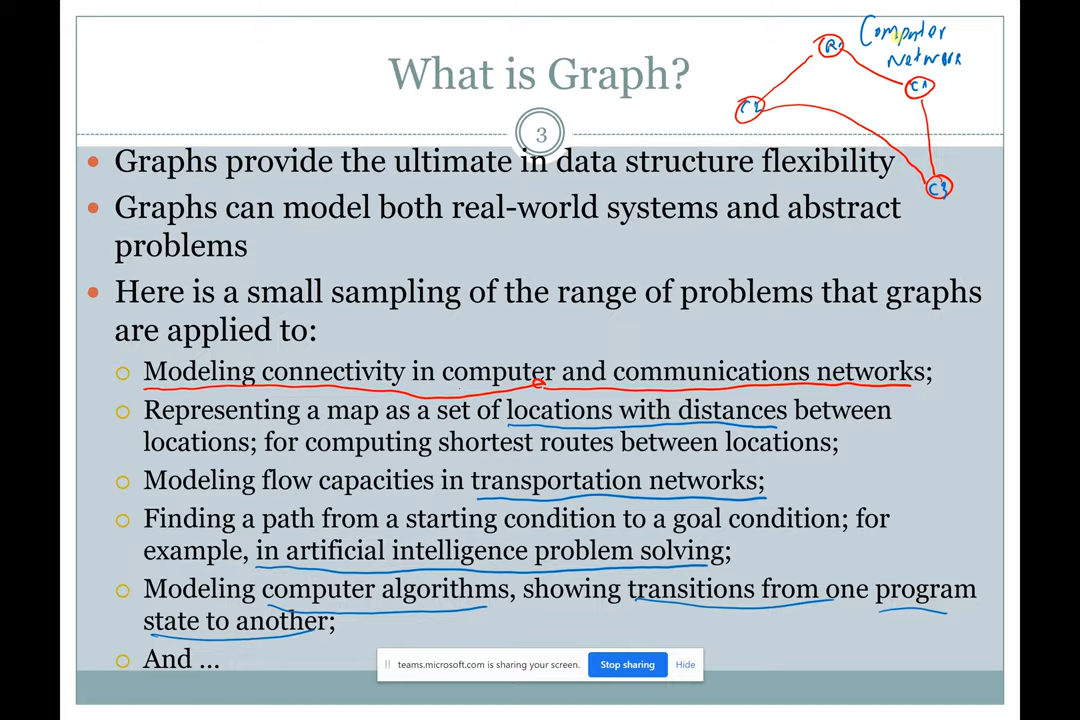 Computer
Network
What is Graph?
R1
C1
C2
C3
3
Graphs provide the ultimate in data structure flexibility
Graphs can model both real-world systems and abstract
problems
Here is a small sampling of the range of problems that graphs
are applied to:
Modeling connectivity in computer and communications networks;
Representing a map as a set of locations with distances between
locations; for computing shortest routes between locations;
Modeling flow capacities in transportation networks;
Finding a path from a starting condition to a goal condition; for
example, in artificial intelligence problem solving;
Modeling computer algorithms, showing transitions from one program
state to another;
And ...
teams.microsoft.com is sharing your screen.
Stop sharing
Hide